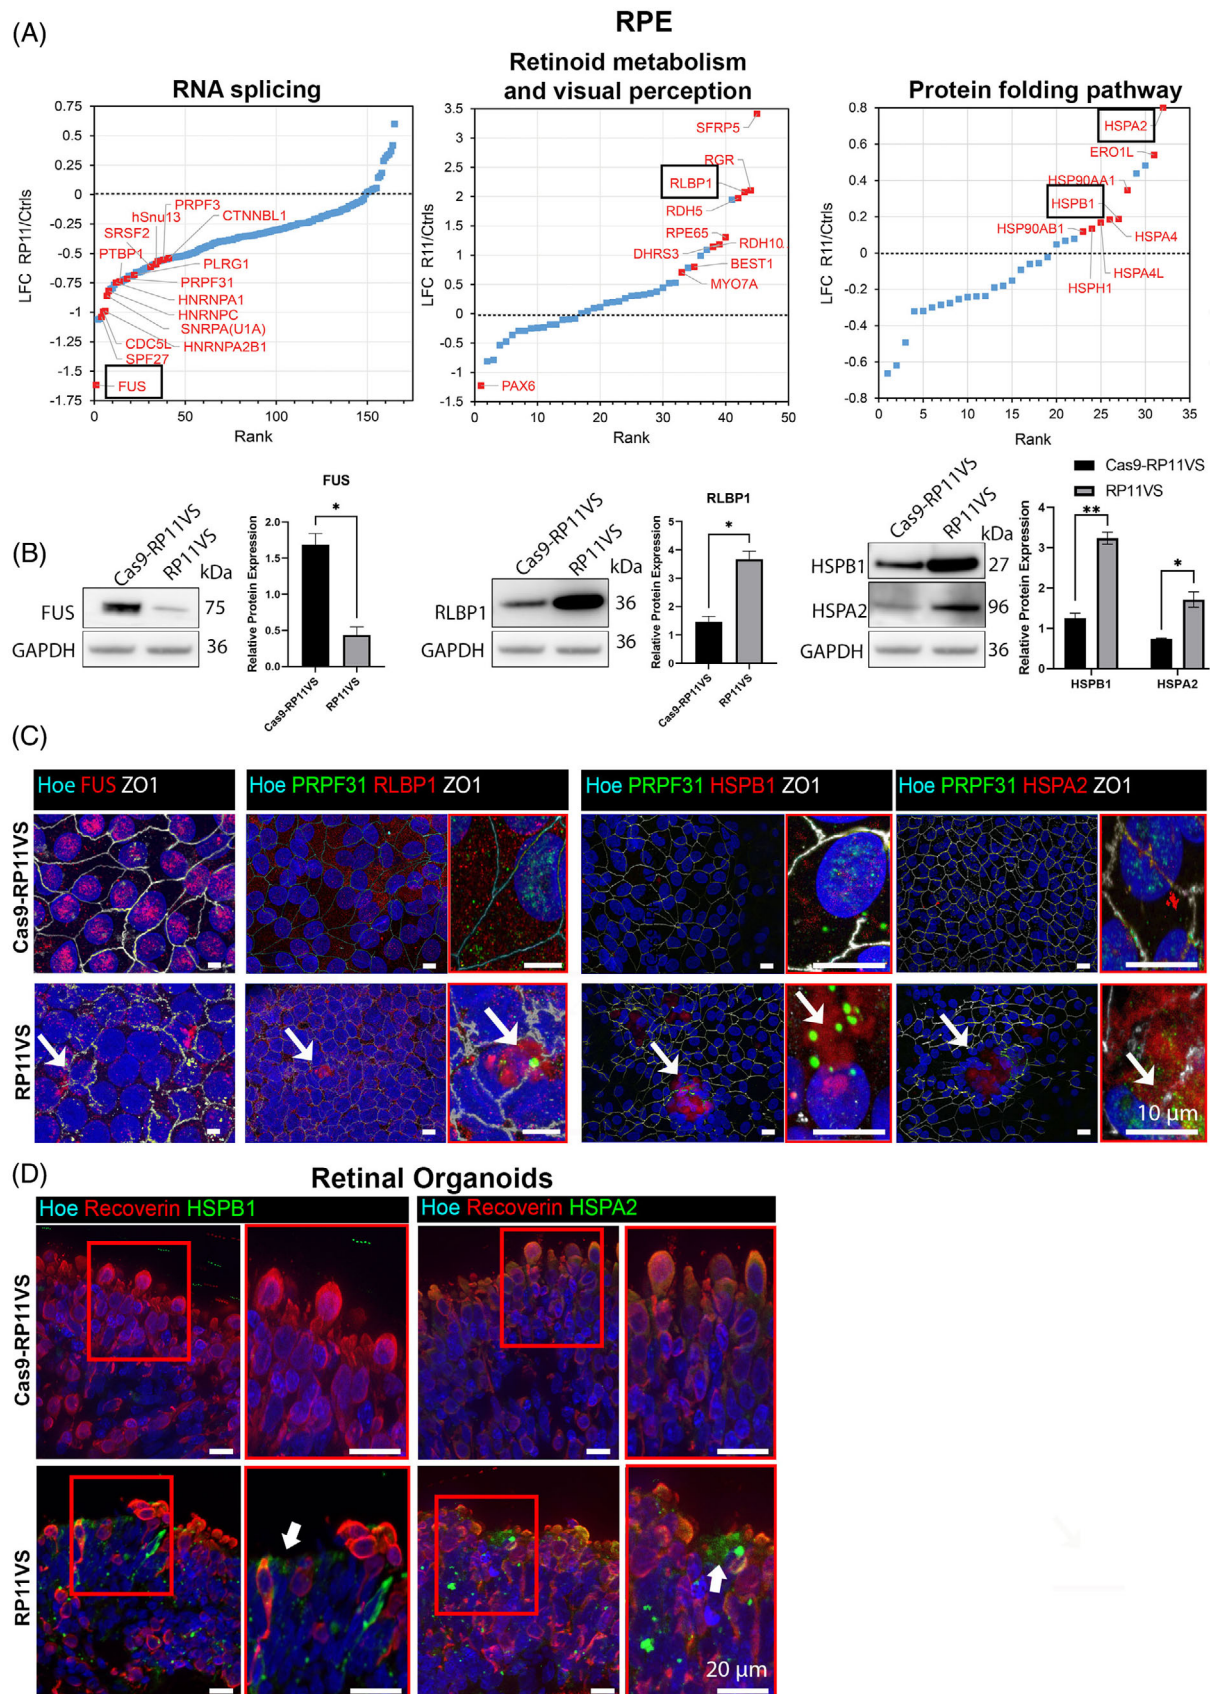 (A)
RPE
RNA splicing
0.75
0.5
0.25
0
-0.25
-0.5
-0.75
-1
-1.25
-1.5
-1.75
LFC RP11/Ctrls
PRPF3
hSnu13
CTNNBL1
SRSF2
PTBP1
PLRG1
PRPF31
HNRNPA1
HNRNPC
SNRPA(U1A)
HNRNPA2B1
CDC5L
SPF27
FUS
0 50 100 150
Rank
Retinoid metabolism
and visual perception
3.5
3
2.5
2
1.5
1
0.5
0
-0.5
-1
-1.5
LFC R11/Ctrls
SFRP5
RGR
RLBP1
RDH5
RPE65
DHRS3
RDH10
BEST1
MYO7A
PAX6
0 10 20 30 40 50
Rank
Protein folding pathway
0.8
0.6
0.4
0.2
0
-0.2
-0.4
-0.6
-0.8
LFC R11/Ctrls
HSPA2
ERO1L
HSP90AA1
HSPB1
HSP90AB1
HSPA4
HSPA4L
HSPH1
0 5 10 15 20 25 30 35
Rank
(B)
Cas9-RP11VS
RP11VS
kDa
FUS 75
GAPDH 36
FUS
Relative Protein Expression
2.0
1.5
1.0
0.5
0.0
*
Cas9-RP11VS
RP11VS
Cas9-RP11VS
RP11VS
kDa
RLBP1 36
GAPDH 36
RLBP1
Relative Protein Expression
5
4
3
2
1
0
*
Cas9-RP11VS
RP11VS
Cas9-RP11VS
RP11VS
kDa
HSPB1 27
HSPA2 96
GAPDH 36
Cas9-RP11VS
RP11VS
Relative Protein Expression
4
3
2
1
0
**
*
HSPB1 HSPA2
(C)
Hoe FUS ZO1
Hoe PRPF31 RLBP1 ZO1
Hoe PRPF31 HSPB1 ZO1
Hoe PRPF31 HSPA2 ZO1
Cas9-RP11VS
RP11VS
10 µm
(D)
Retinal Organoids
Hoe Recoverin HSPB1
Hoe Recoverin HSPA2
Cas9-RP11VS
RP11VS
20 µm